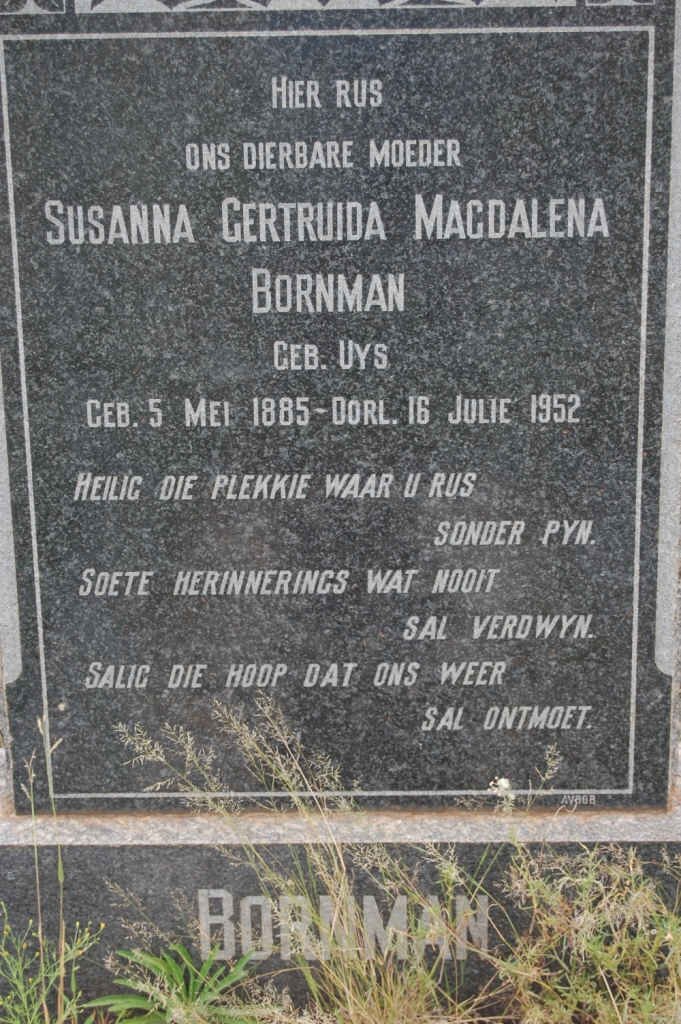 HIER RUS
ONS DIERBARE MOEDER
SUSANNA GERTRUIDA MAGDALENA
BORNMAN
GEB. UYS
GEB. 5 MEI 1885-OORL. 16 JULIE 1952
HEILIG DIE PLEKKIE WAAR U RUS
SONDER PYN.
SOETE HERINNERINGS WAT NOOIT
SAL VERDWYN.
SALIG DIE HOOP DAT ONS WEER
SAL ONTMOET.
BORNMAN